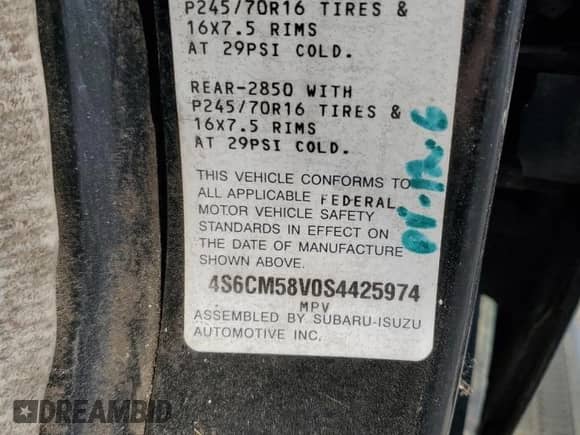 P245/70R16 TIRES &
16X7.5 RIMS
AT 29PSI COLD.
REAR-2850 WITH
P245/70R16 TIRES &
16X7.5 RIMS
AT 29PSI COLD.
THIS VEHICLE CONFORMS TO
ALL APPLICABLE FEDERAL
MOTOR VEHICLE SAFETY
STANDARDS IN EFFECT ON
THE DATE OF MANUFACTURE
SHOWN ABOVE.
4S6CM58V0S4425974
MPV
ASSEMBLED BY SUBARU-ISUZU
AUTOMOTIVE INC.
DREAMBID